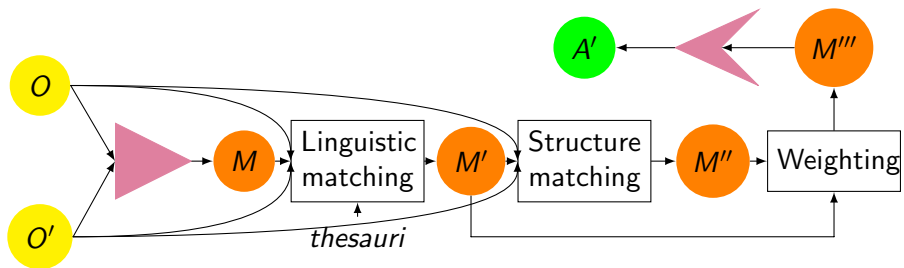 A′
M‴
O
Linguistic
matching
Structure
matching
M
M′
M″
Weighting
O′
thesauri